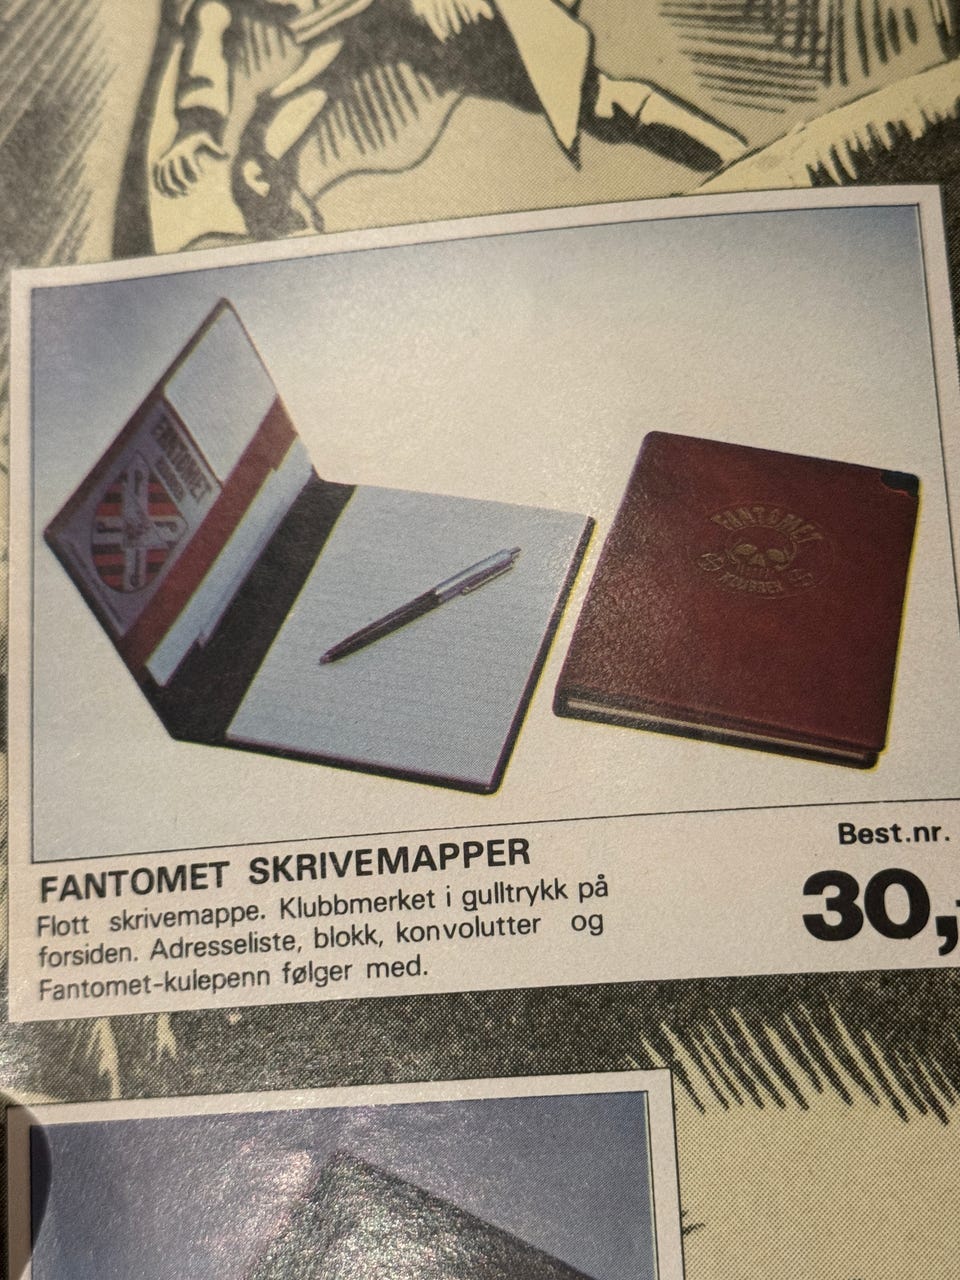 FANTOMET
FANTOMET
KLUBBEN
FANTOMET SKRIVEMAPPER
Flott skrivemappe. Klubbmerket i gulltrykk på
forsiden. Adresseliste, blokk, konvolutter og
Fantomet-kulepenn følger med.
Best.nr.
30,-